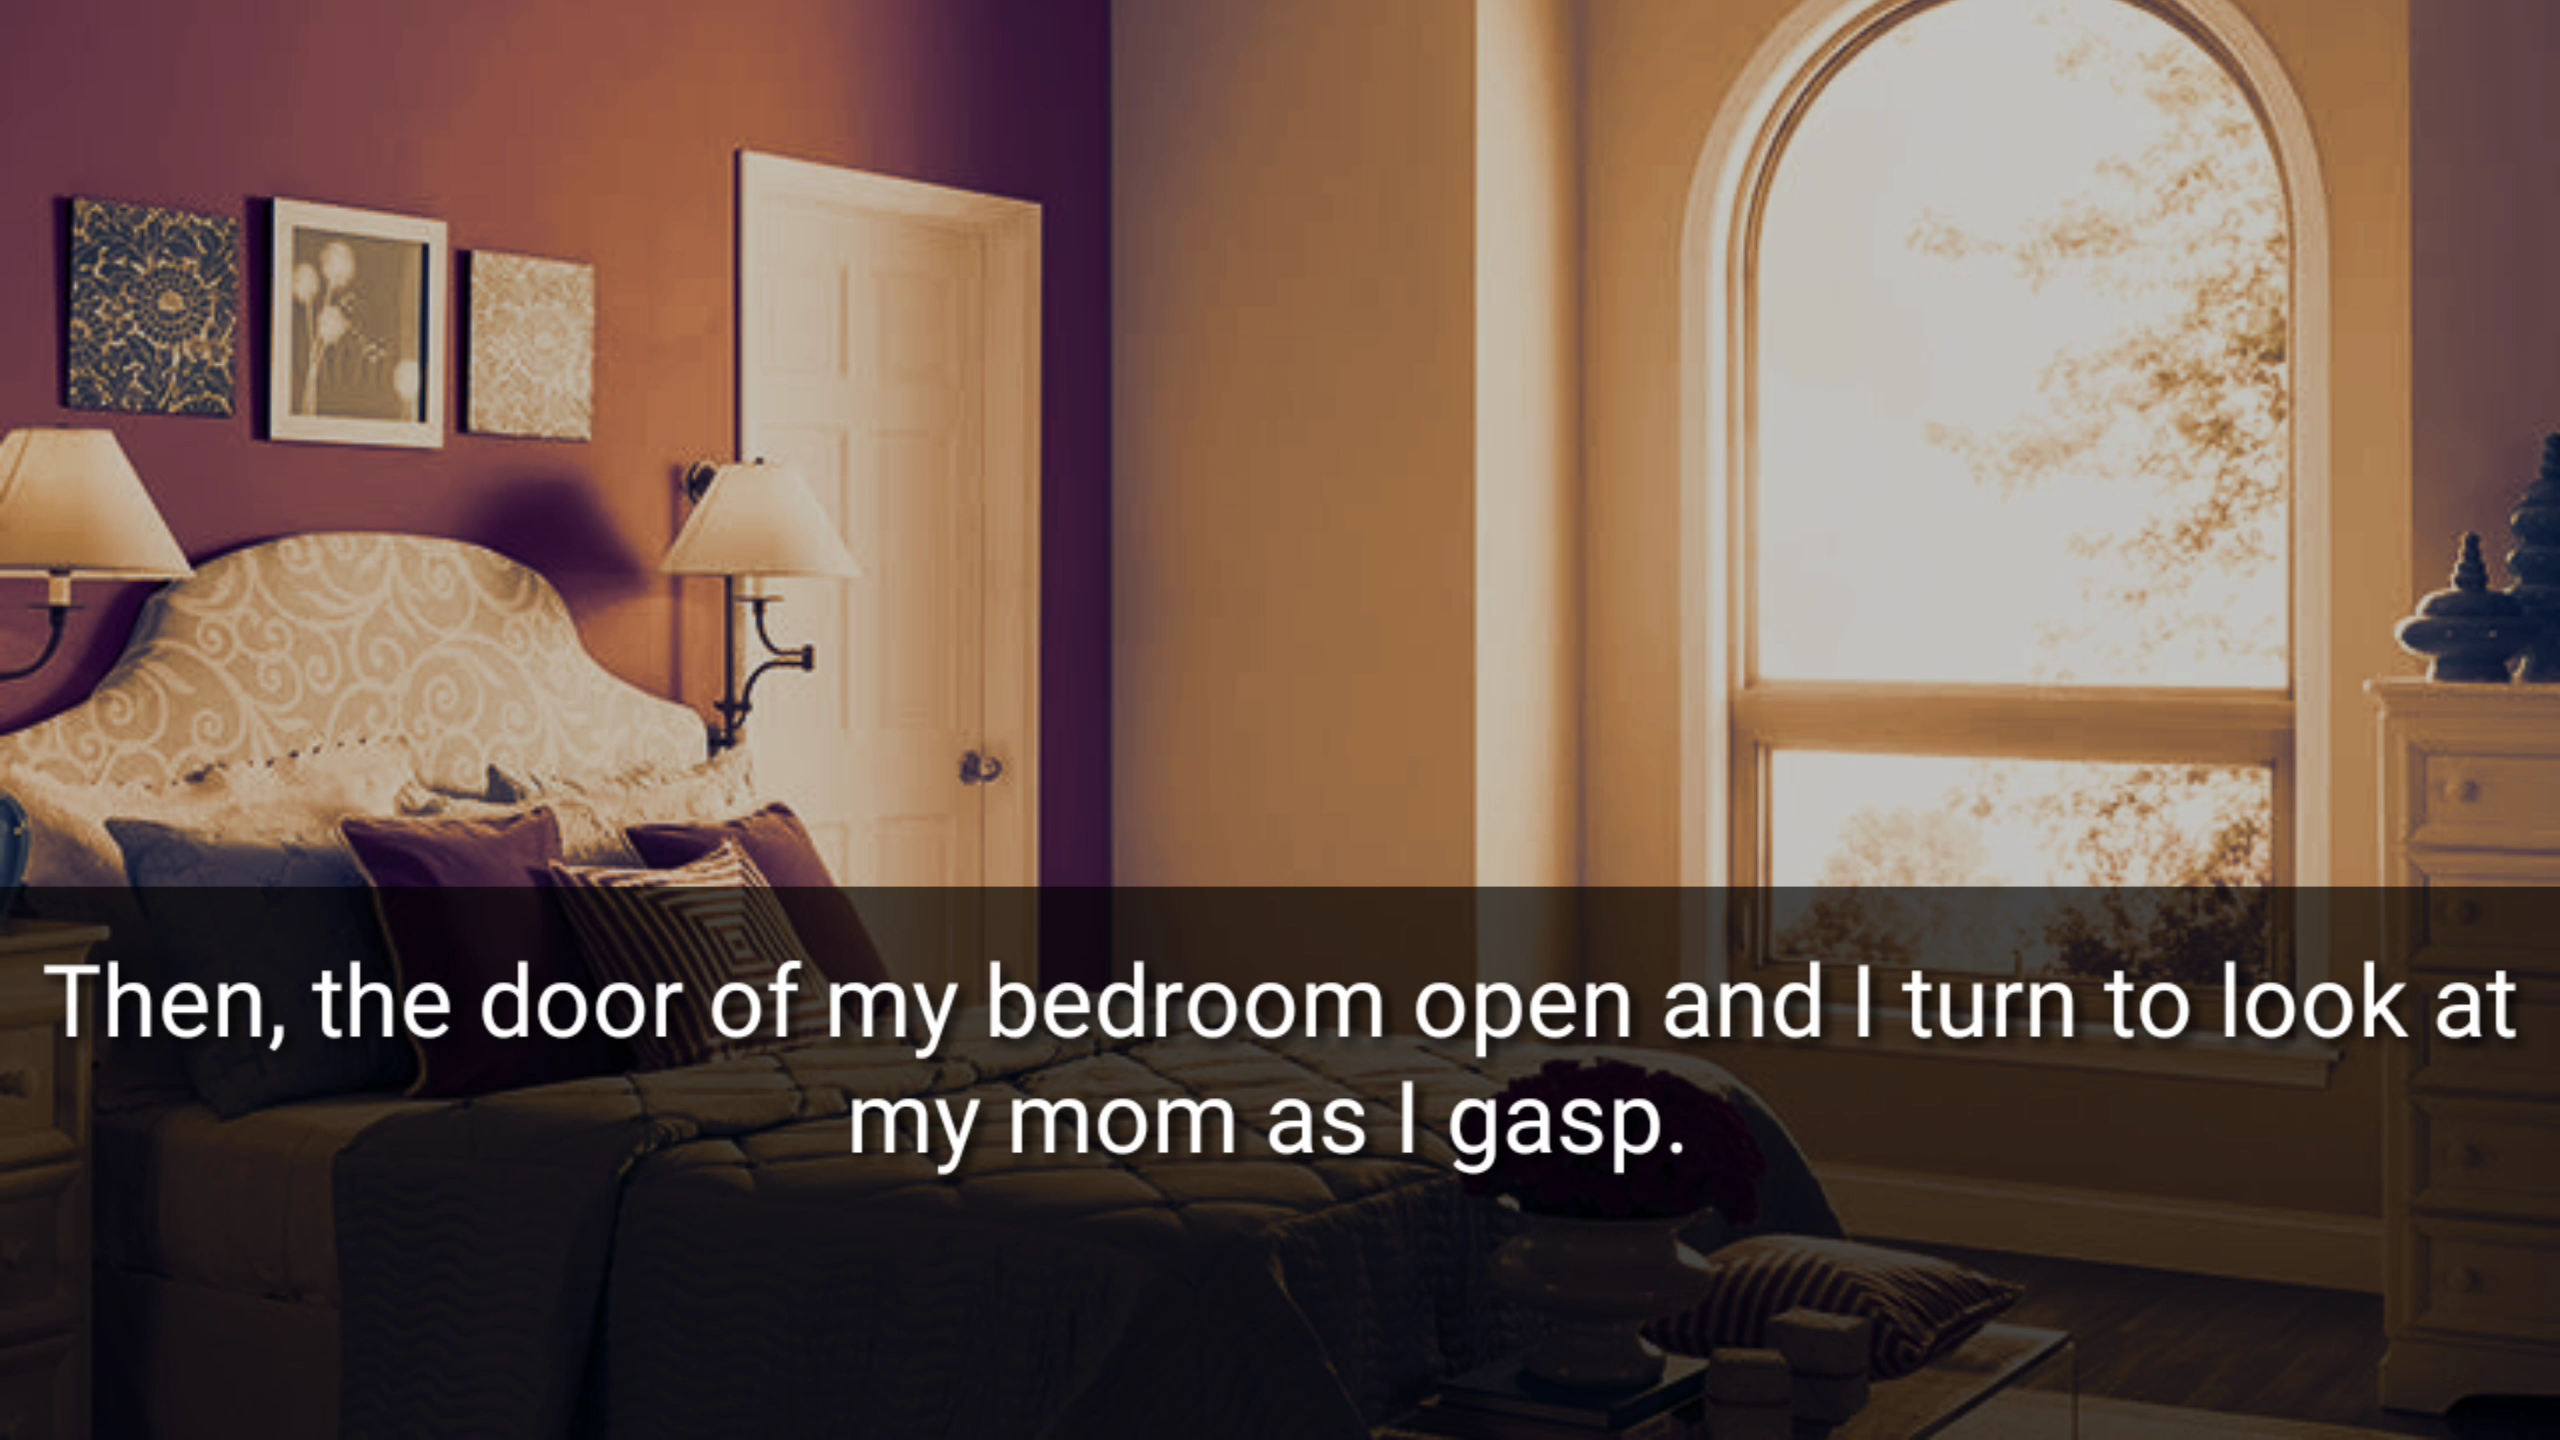 Then, the door of my bedroom open and I turn to look at
my mom as I gasp.